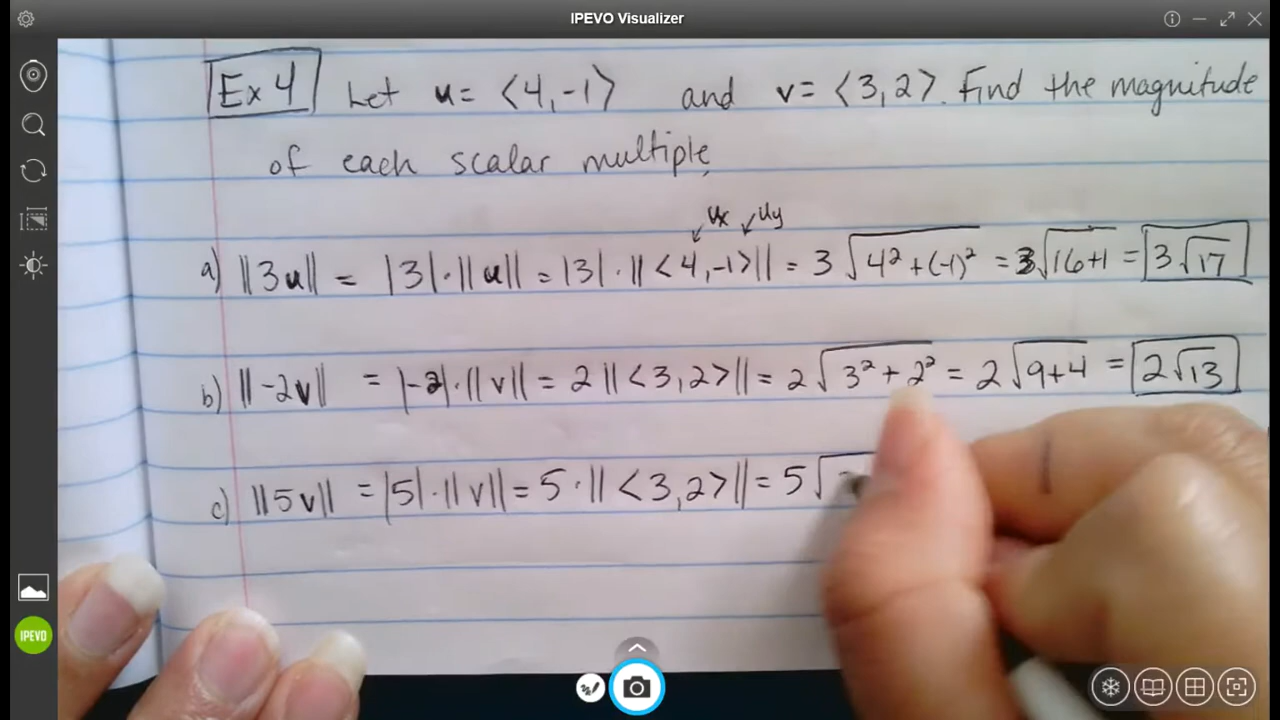 IPEVO Visualizer
Ex 4 Let u = <4, -1> and v = <3, 2>. Find the magnitude
of each scalar multiple.
ux uy
a) ||3u|| = |3| · ||u|| = |3| · ||<4, -1>|| = 3 √(4² + (-1)²) = 3√(16+1) = 3√17
b) ||-2v|| = |-2| · ||v|| = 2 ||<3, 2>|| = 2 √(3² + 2²) = 2 √(9+4) = 2√13
c) ||5v|| = |5| · ||v|| = 5 · ||<3, 2>|| = 5 √
IPEVO